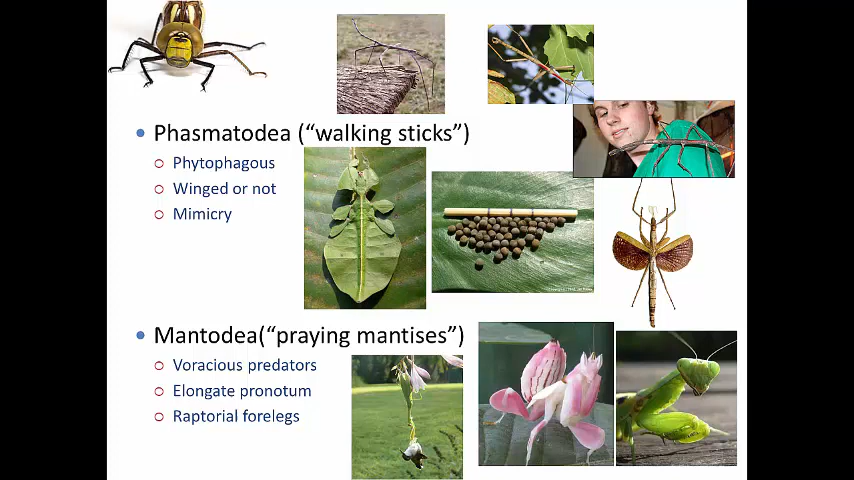 Phasmatodea ("walking sticks")
Phytophagous
Winged or not
Mimicry
Mantodea("praying mantises")
Voracious predators
Elongate pronotum
Raptorial forelegs